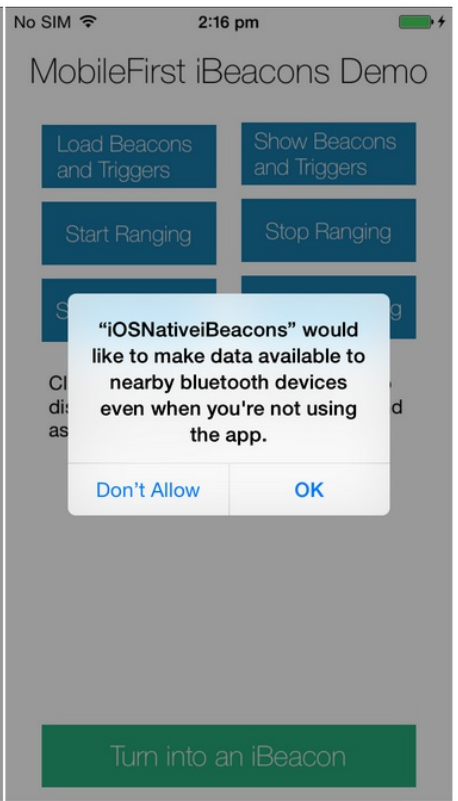 No SIM 2:16 pm
MobileFirst iBeacons Demo
Load Beacons
and Triggers
Show Beacons
and Triggers
Start Ranging
Stop Ranging
“iOSNativeiBeacons” would
like to make data available to
nearby bluetooth devices
even when you're not using
the app.
Don’t Allow
OK
Turn into an iBeacon